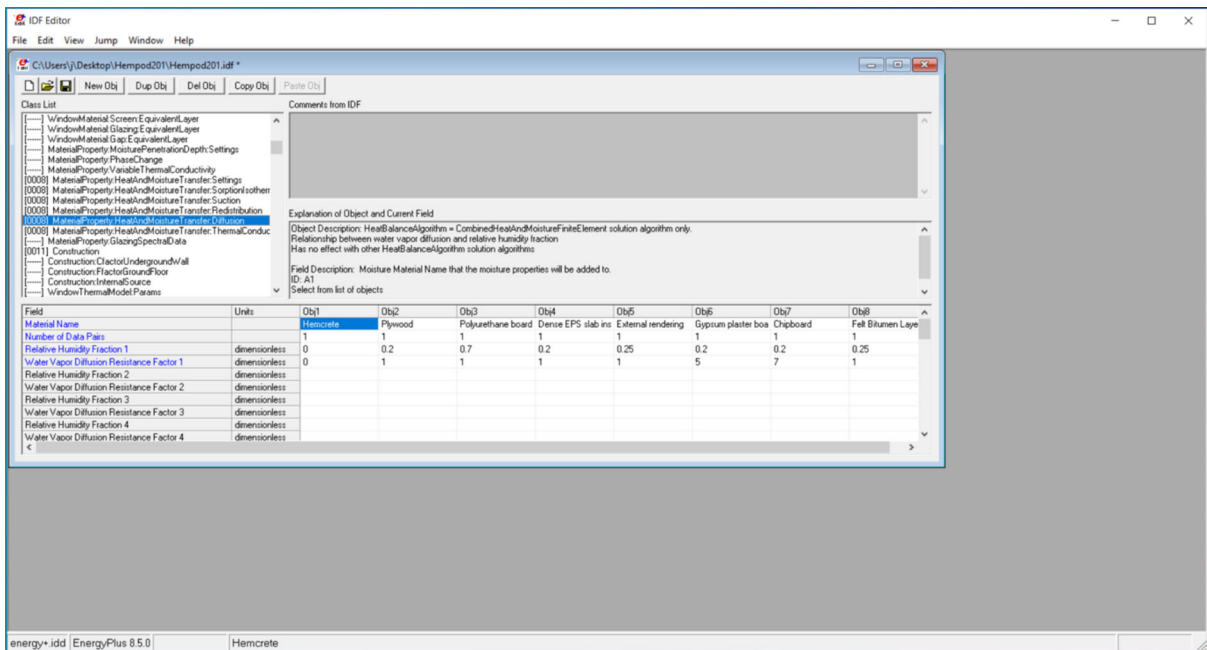 IDF Editor
File Edit View Jump Window Help
C:\Users\j\Desktop\Hempod201\Hempod201.idf *
New Obj Dup Obj Del Obj Copy Obj Paste Obj
Class List
Comments from IDF
[------] WindowMaterial:Screen:EquivalentLayer
[------] WindowMaterial:Glazing:EquivalentLayer
[------] WindowMaterial:Gap:EquivalentLayer
[------] MaterialProperty:MoisturePenetrationDepth:Settings
[------] MaterialProperty:PhaseChange
[------] MaterialProperty:VariableThermalConductivity
[0008] MaterialProperty:HeatAndMoistureTransfer:Settings
[0008] MaterialProperty:HeatAndMoistureTransfer:SorptionIsotherm
[0008] MaterialProperty:HeatAndMoistureTransfer:Suction
[0008] MaterialProperty:HeatAndMoistureTransfer:Redistribution
[0008] MaterialProperty:HeatAndMoistureTransfer:Diffusion
[0008] MaterialProperty:HeatAndMoistureTransfer:ThermalConduc
[------] MaterialProperty:GlazingSpectralData
[0011] Construction
[------] Construction:CfactorUndergroundWall
[------] Construction:FfactorGroundFloor
[------] Construction:InternalSource
[------] WindowThermalModel:Params
Explanation of Object and Current Field
Object Description: HeatBalanceAlgorithm = CombinedHeatAndMoistureFiniteElement solution algorithm only.
Relationship between water vapor diffusion and relative humidity fraction
Has no effect with other HeatBalanceAlgorithm solution algorithms
Field Description: Moisture Material Name that the moisture properties will be added to.
ID: A1
Select from list of objects
Field Units Obj1 Obj2 Obj3 Obj4 Obj5 Obj6 Obj7 Obj8
Material Name Hemcrete Plywood Polyurethane board Dense EPS slab ins External rendering Gypsum plaster boa Chipboard Felt Bitumen Laye
Number of Data Pairs 1 1 1 1 1 1 1 1
Relative Humidity Fraction 1 dimensionless 0 0.2 0.7 0.2 0.25 0.2 0.2 0.25
Water Vapor Diffusion Resistance Factor 1 dimensionless 0 1 1 1 1 5 7 1
Relative Humidity Fraction 2 dimensionless
Water Vapor Diffusion Resistance Factor 2 dimensionless
Relative Humidity Fraction 3 dimensionless
Water Vapor Diffusion Resistance Factor 3 dimensionless
Relative Humidity Fraction 4 dimensionless
Water Vapor Diffusion Resistance Factor 4 dimensionless
energy+.idd EnergyPlus 8.5.0 Hemcrete